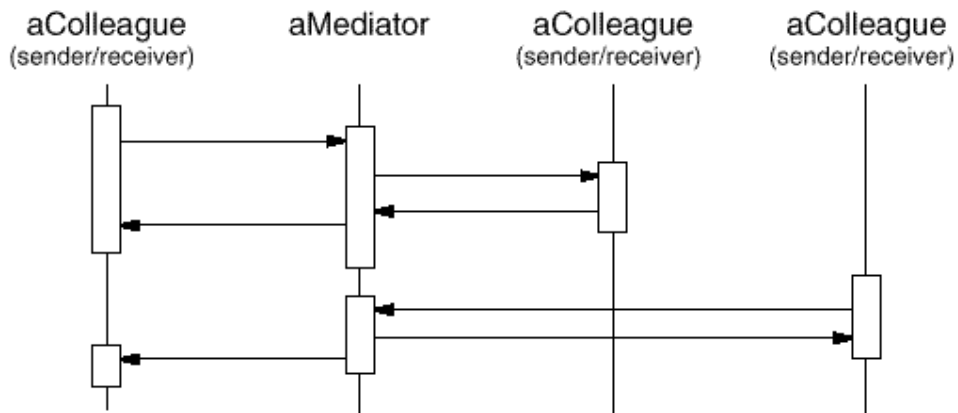 aColleague
(sender/receiver)
aMediator
aColleague
(sender/receiver)
aColleague
(sender/receiver)